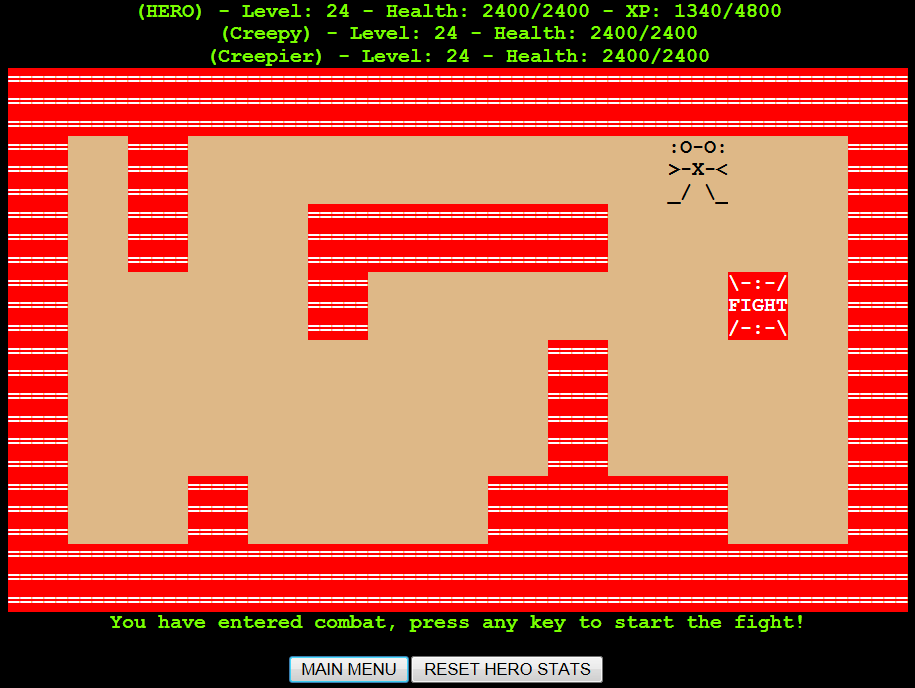 (HERO) - Level: 24 - Health: 2400/2400 - XP: 1340/4800
(Creepy) - Level: 24 - Health: 2400/2400
(Creepier) - Level: 24 - Health: 2400/2400
:O-O:
>-X-<
_/ \_
\-:-/
FIGHT
/-:-\
You have entered combat, press any key to start the fight!
MAIN MENU RESET HERO STATS